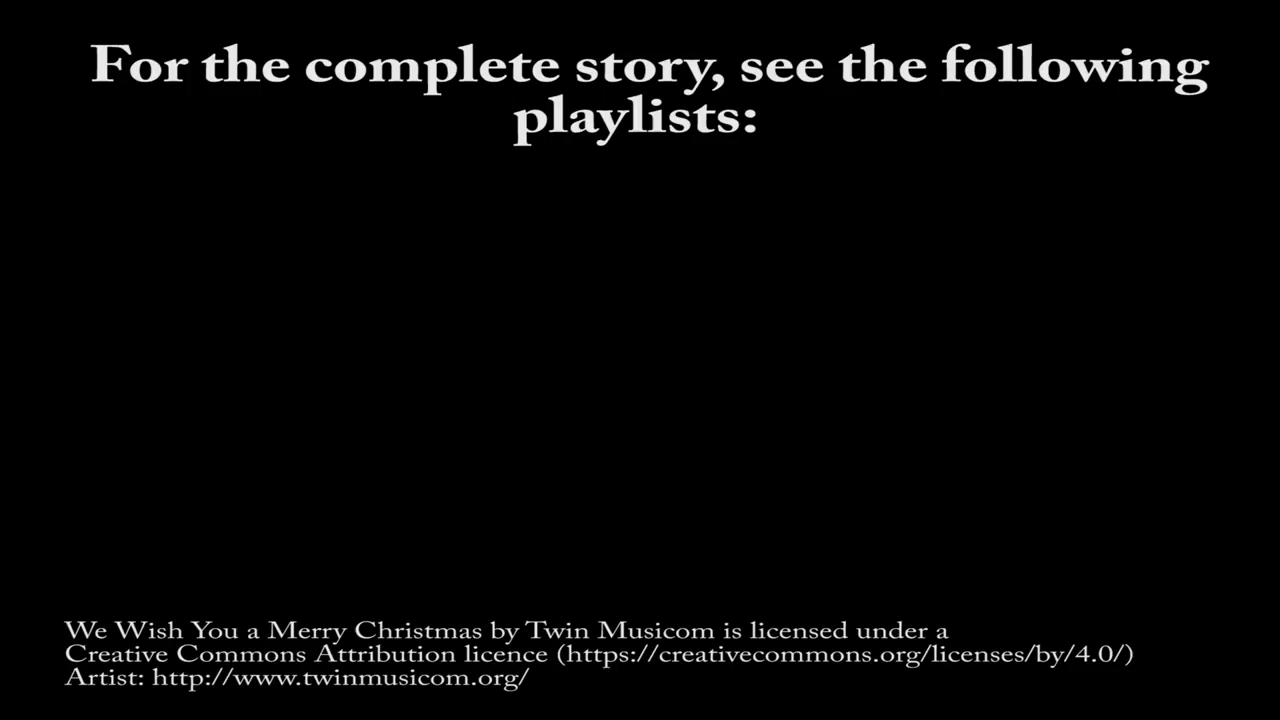 For the complete story, see the following
playlists:
We Wish You a Merry Christmas by Twin Musicom is licensed under a
Creative Commons Attribution licence (https://creativecommons.org/licenses/by/4.0/)
Artist: http://www.twinmusicom.org/